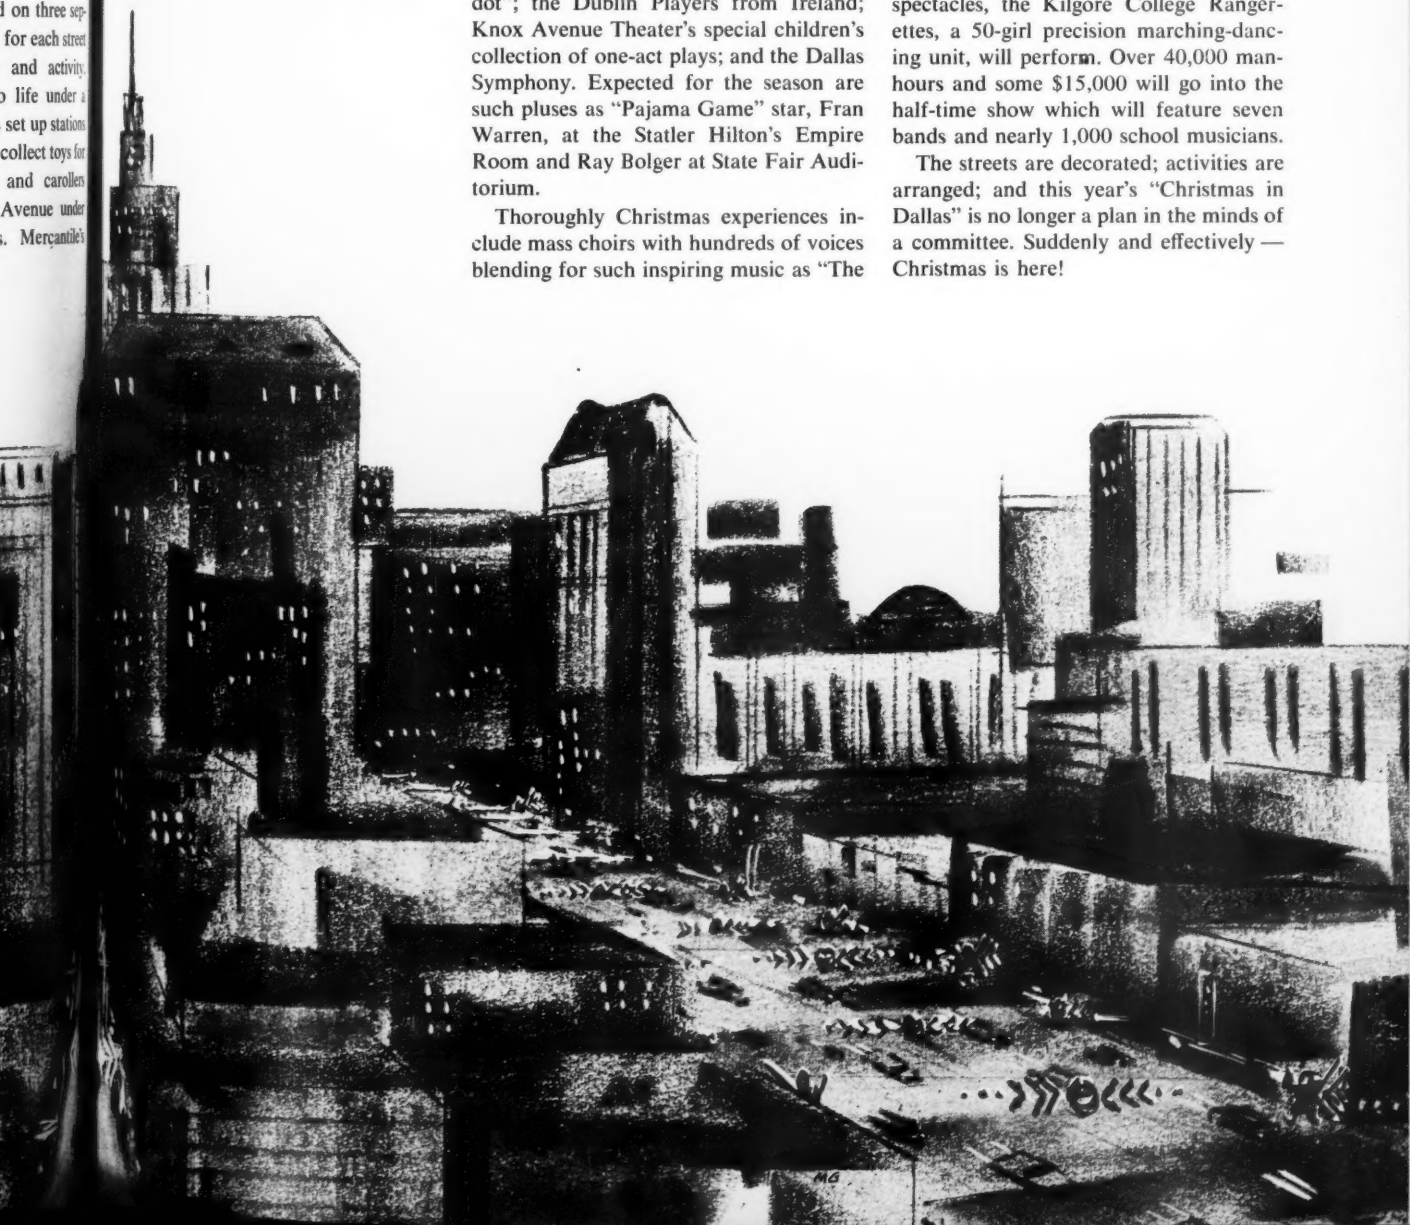 d on three sep-
for each street
and activity.
o life under a
set up stations
collect toys for
and carollers
Avenue under
s. Mercantile's
dot”; the Dublin Players from Ireland;
Knox Avenue Theater's special children's
collection of one-act plays; and the Dallas
Symphony. Expected for the season are
such pluses as “Pajama Game” star, Fran
Warren, at the Statler Hilton's Empire
Room and Ray Bolger at State Fair Audi-
torium.
Thoroughly Christmas experiences in-
clude mass choirs with hundreds of voices
blending for such inspiring music as “The
spectacles, the Kilgore College Ranger-
ettes, a 50-girl precision marching-danc-
ing unit, will perform. Over 40,000 man-
hours and some $15,000 will go into the
half-time show which will feature seven
bands and nearly 1,000 school musicians.
The streets are decorated; activities are
arranged; and this year's “Christmas in
Dallas” is no longer a plan in the minds of
a committee. Suddenly and effectively —
Christmas is here!
MG